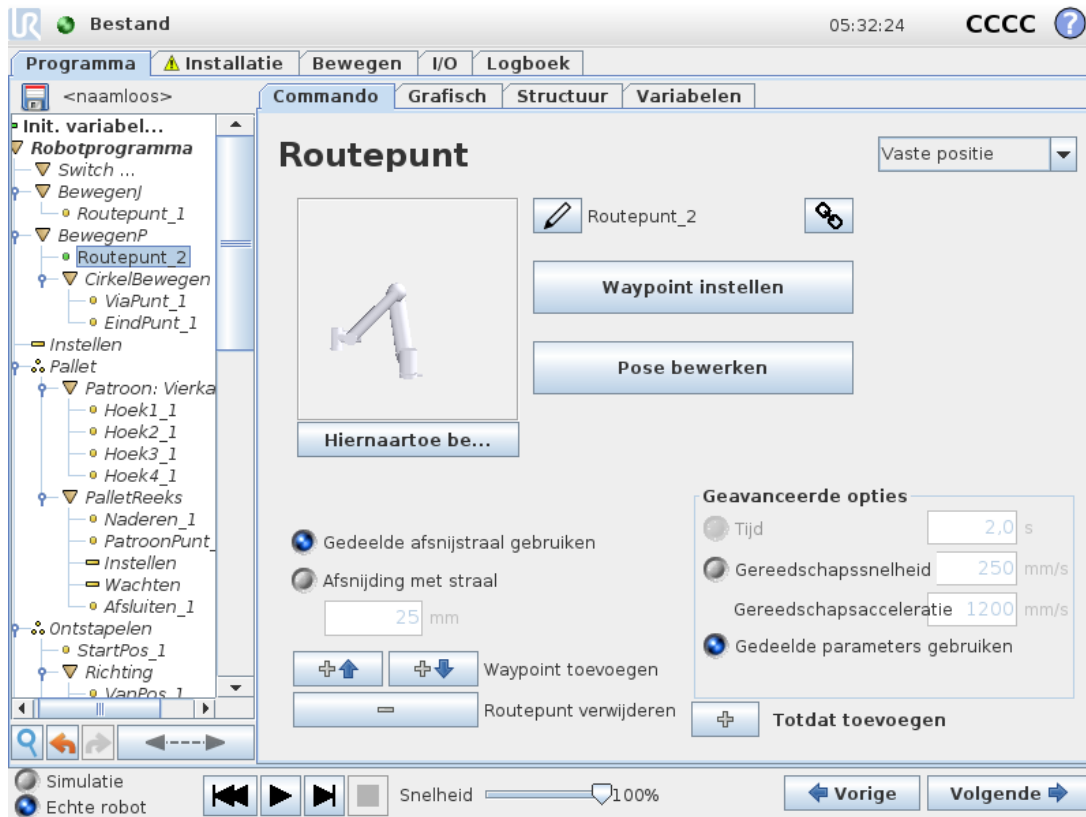 UR Bestand 05:32:24 CCCC ?
Programma Installatie Bewegen I/O Logboek
<naamloos>
Commando Grafisch Structuur Variabelen
Init. variabel...
Robotprogramma
Switch ...
BewegenJ
Routepunt_1
BewegenP
Routepunt_2
CirkelBewegen
ViaPunt_1
EindPunt_1
Instellen
Pallet
Patroon: Vierka
Hoek1_1
Hoek2_1
Hoek3_1
Hoek4_1
PalletReeks
Naderen_1
PatroonPunt_
Instellen
Wachten
Afsluiten_1
Ontstapelen
StartPos_1
Richting
VanPos_1
Routepunt
Vaste positie
Routepunt_2
Waypoint instellen
Pose bewerken
Hiernaartoe be...
Gedeelde afsnijstraal gebruiken
Afsnijding met straal
25 mm
Waypoint toevoegen
Routepunt verwijderen
Geavanceerde opties
Tijd 2,0 s
Gereedschapssnelheid 250 mm/s
Gereedschapsacceleratie 1200 mm/s
Gedeelde parameters gebruiken
Totdat toevoegen
Simulatie
Echte robot
Snelheid 100%
Vorige
Volgende